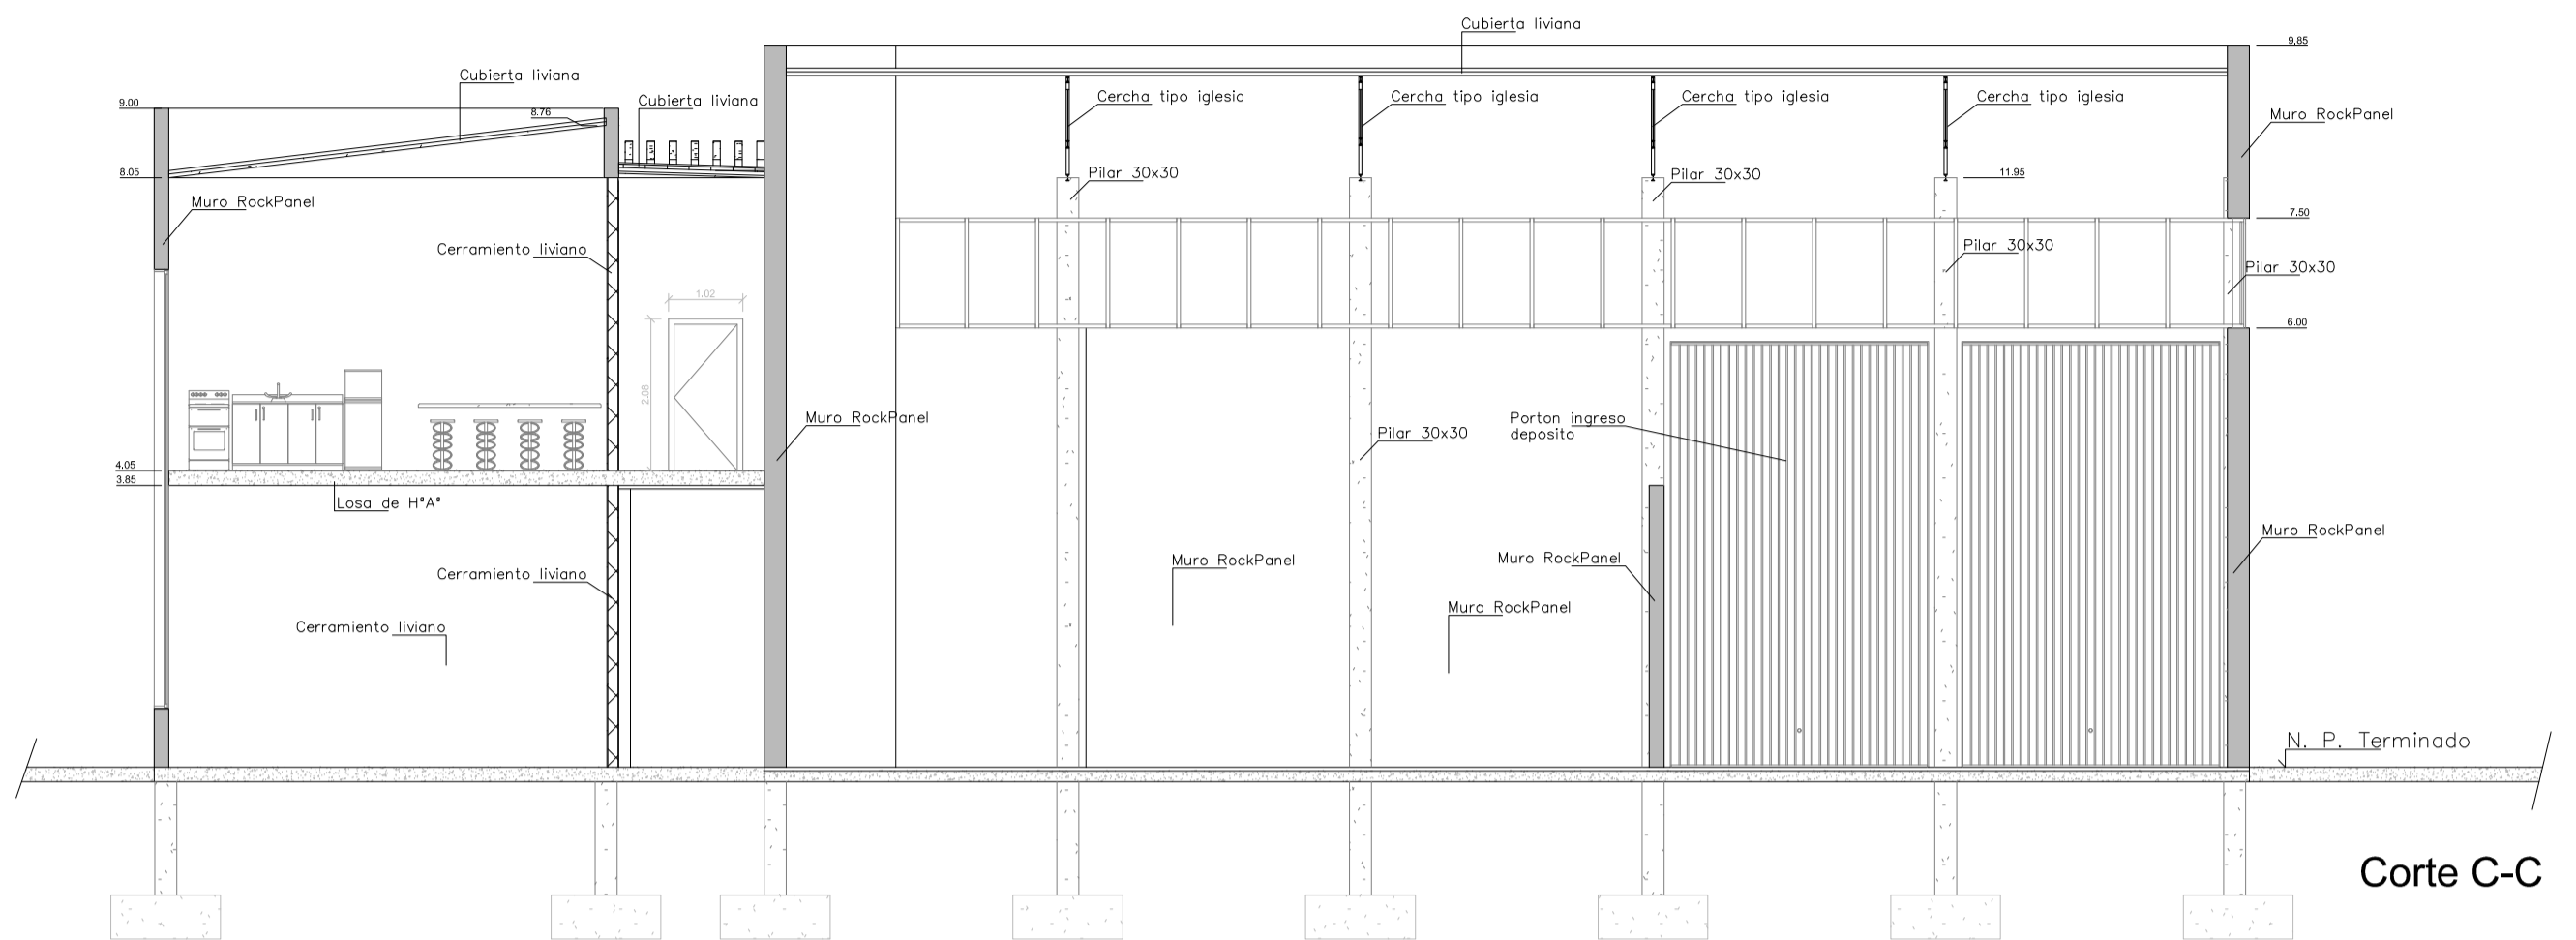 Cubierta liviana
9,85
Cubierta liviana
Cubierta liviana
9.00
8.76
Cercha tipo iglesia
Cercha tipo iglesia
Cercha tipo iglesia
Cercha tipo iglesia
Muro RockPanel
8.05
Pilar 30x30
Pilar 30x30
11.95
Muro RockPanel
7.50
Cerramiento liviano
Pilar 30x30
Pilar 30x30
1.02
6.00
2.08
Muro RockPanel
Pilar 30x30
Porton ingreso
deposito
4.05
3.85
Losa de HªAª
Muro RockPanel
Cerramiento liviano
Muro RockPanel
Muro RockPanel
Muro RockPanel
Cerramiento liviano
N. P. Terminado
Corte C-C